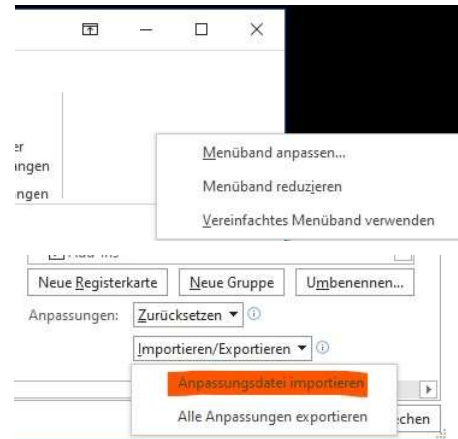 Menüband anpassen...
Menüband reduzieren
Vereinfachtes Menüband verwenden
Neue Registerkarte Neue Gruppe Umbenennen...
Anpassungen: Zurücksetzen
Importieren/Exportieren
Anpassungsdatei importieren
Alle Anpassungen exportieren